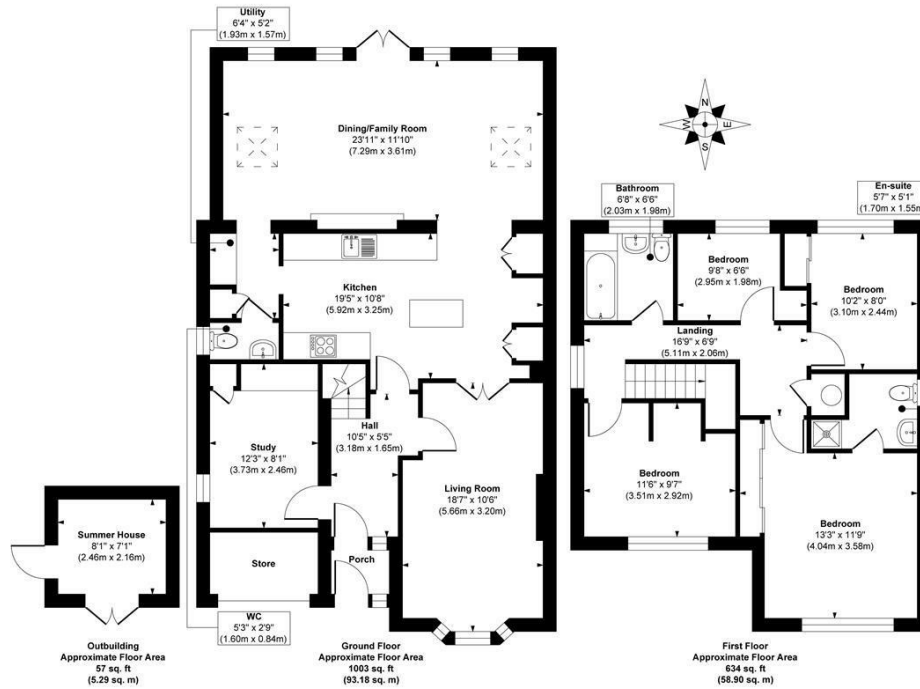 Utility
6'4" x 5'2"
(1.93m x 1.57m)
Dining/Family Room
23'11" x 11'10"
(7.29m x 3.61m)
N
W
E
S
Bathroom
6'8" x 6'6"
(2.03m x 1.98m)
En-suite
5'7" x 5'1"
(1.70m x 1.55m
Kitchen
19'5" x 10'8"
(5.92m x 3.25m)
Bedroom
9'8" x 6'6"
(2.95m x 1.98m)
Bedroom
10'2" x 8'0"
(3.10m x 2.44m)
Landing
16'9" x 6'9"
(5.11m x 2.06m)
Hall
10'5" x 5'5"
(3.18m x 1.65m)
Study
12'3" x 8'1"
(3.73m x 2.46m)
Living Room
18'7" x 10'6"
(5.66m x 3.20m)
Bedroom
11'6" x 9'7"
(3.51m x 2.92m)
Bedroom
13'3" x 11'9"
(4.04m x 3.58m)
Summer House
8'1" x 7'1"
(2.46m x 2.16m)
Store
Porch
WC
5'3" x 2'9"
(1.60m x 0.84m)
Outbuilding
Approximate Floor Area
57 sq. ft
(5.29 sq. m)
Ground Floor
Approximate Floor Area
1003 sq. ft
(93.18 sq. m)
First Floor
Approximate Floor Area
634 sq. ft
(58.90 sq. m)